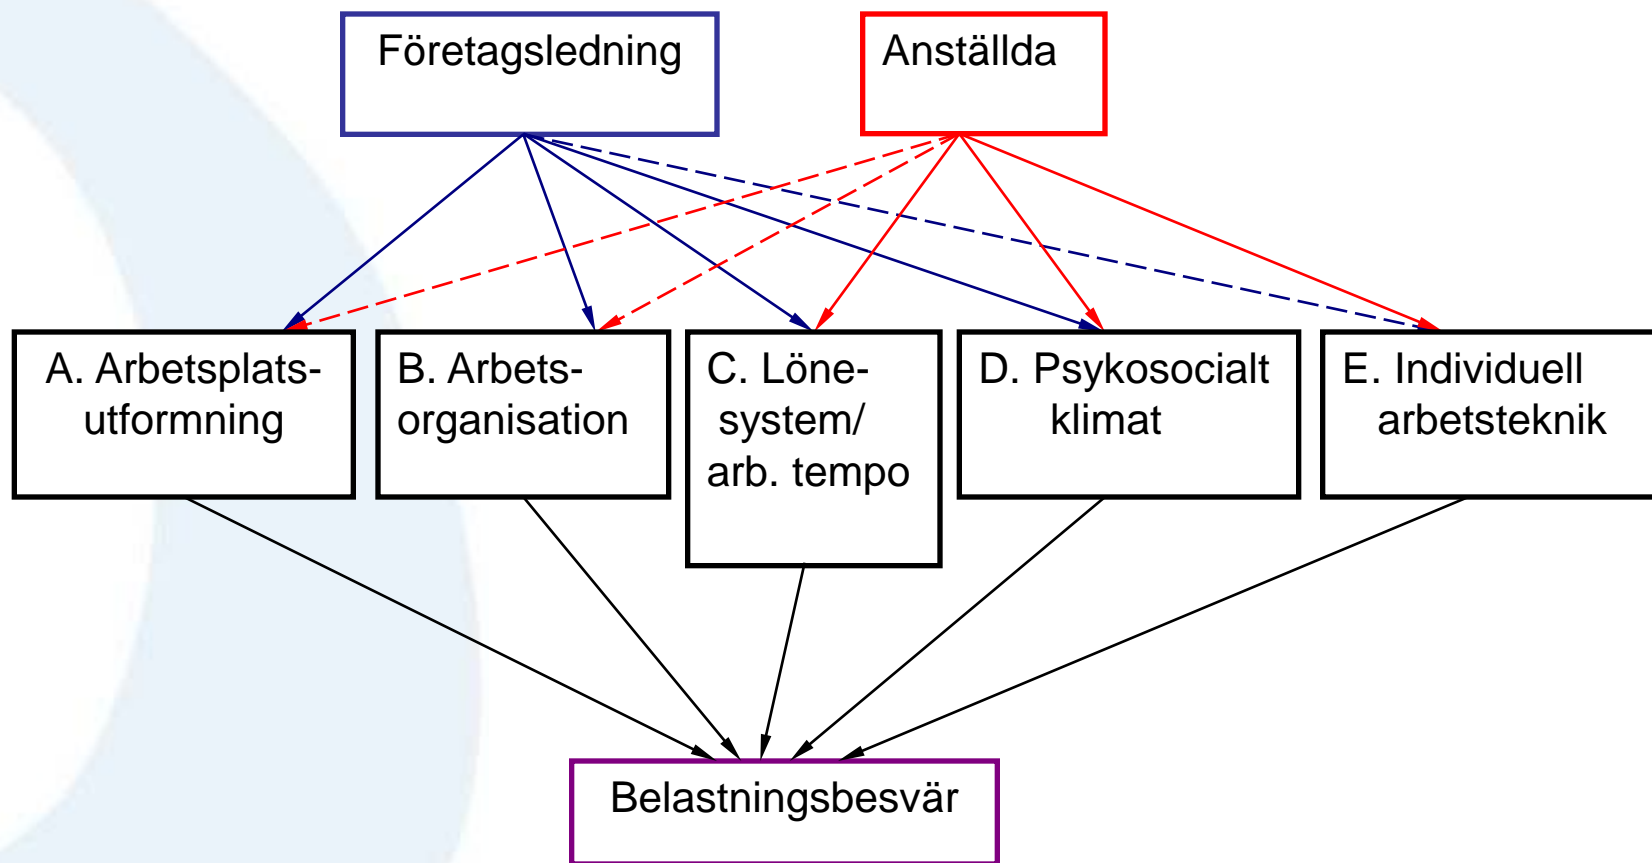 Företagsledning
Anställda
A. Arbetsplats-
utformning
B. Arbets-
organisation
C. Löne-
system/
arb. tempo
D. Psykosocialt
klimat
E. Individuell
arbetsteknik
Belastningsbesvär